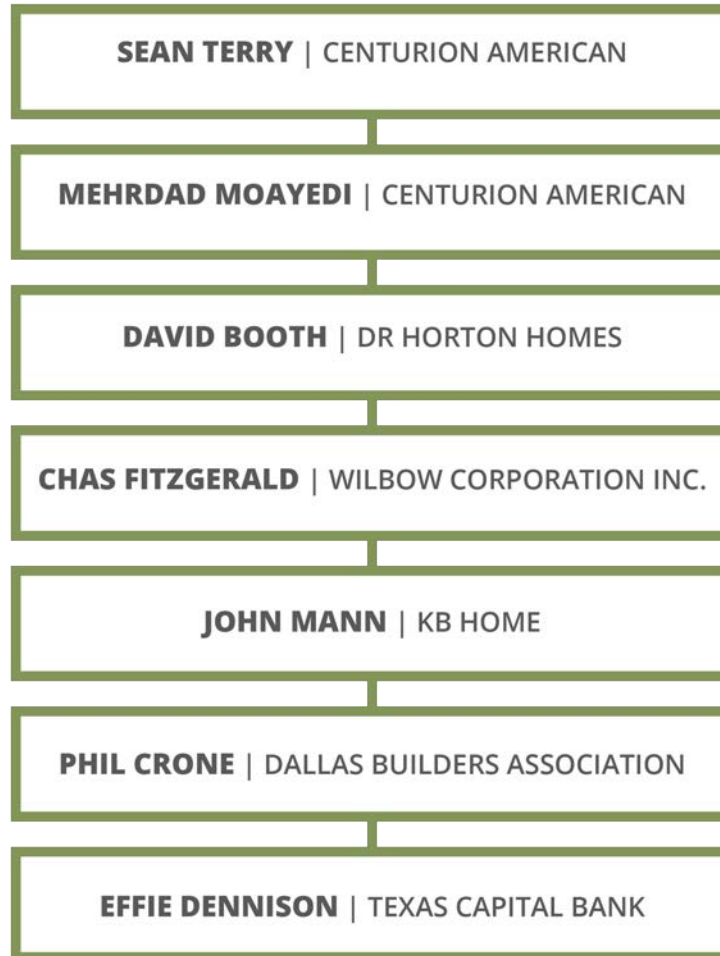 SEAN TERRY | CENTURION AMERICAN
MEHRDAD MOAYEDI | CENTURION AMERICAN
DAVID BOOTH | DR HORTON HOMES
CHAS FITZGERALD | WILBOW CORPORATION INC.
JOHN MANN | KB HOME
PHIL CRONE | DALLAS BUILDERS ASSOCIATION
EFFIE DENNISON | TEXAS CAPITAL BANK